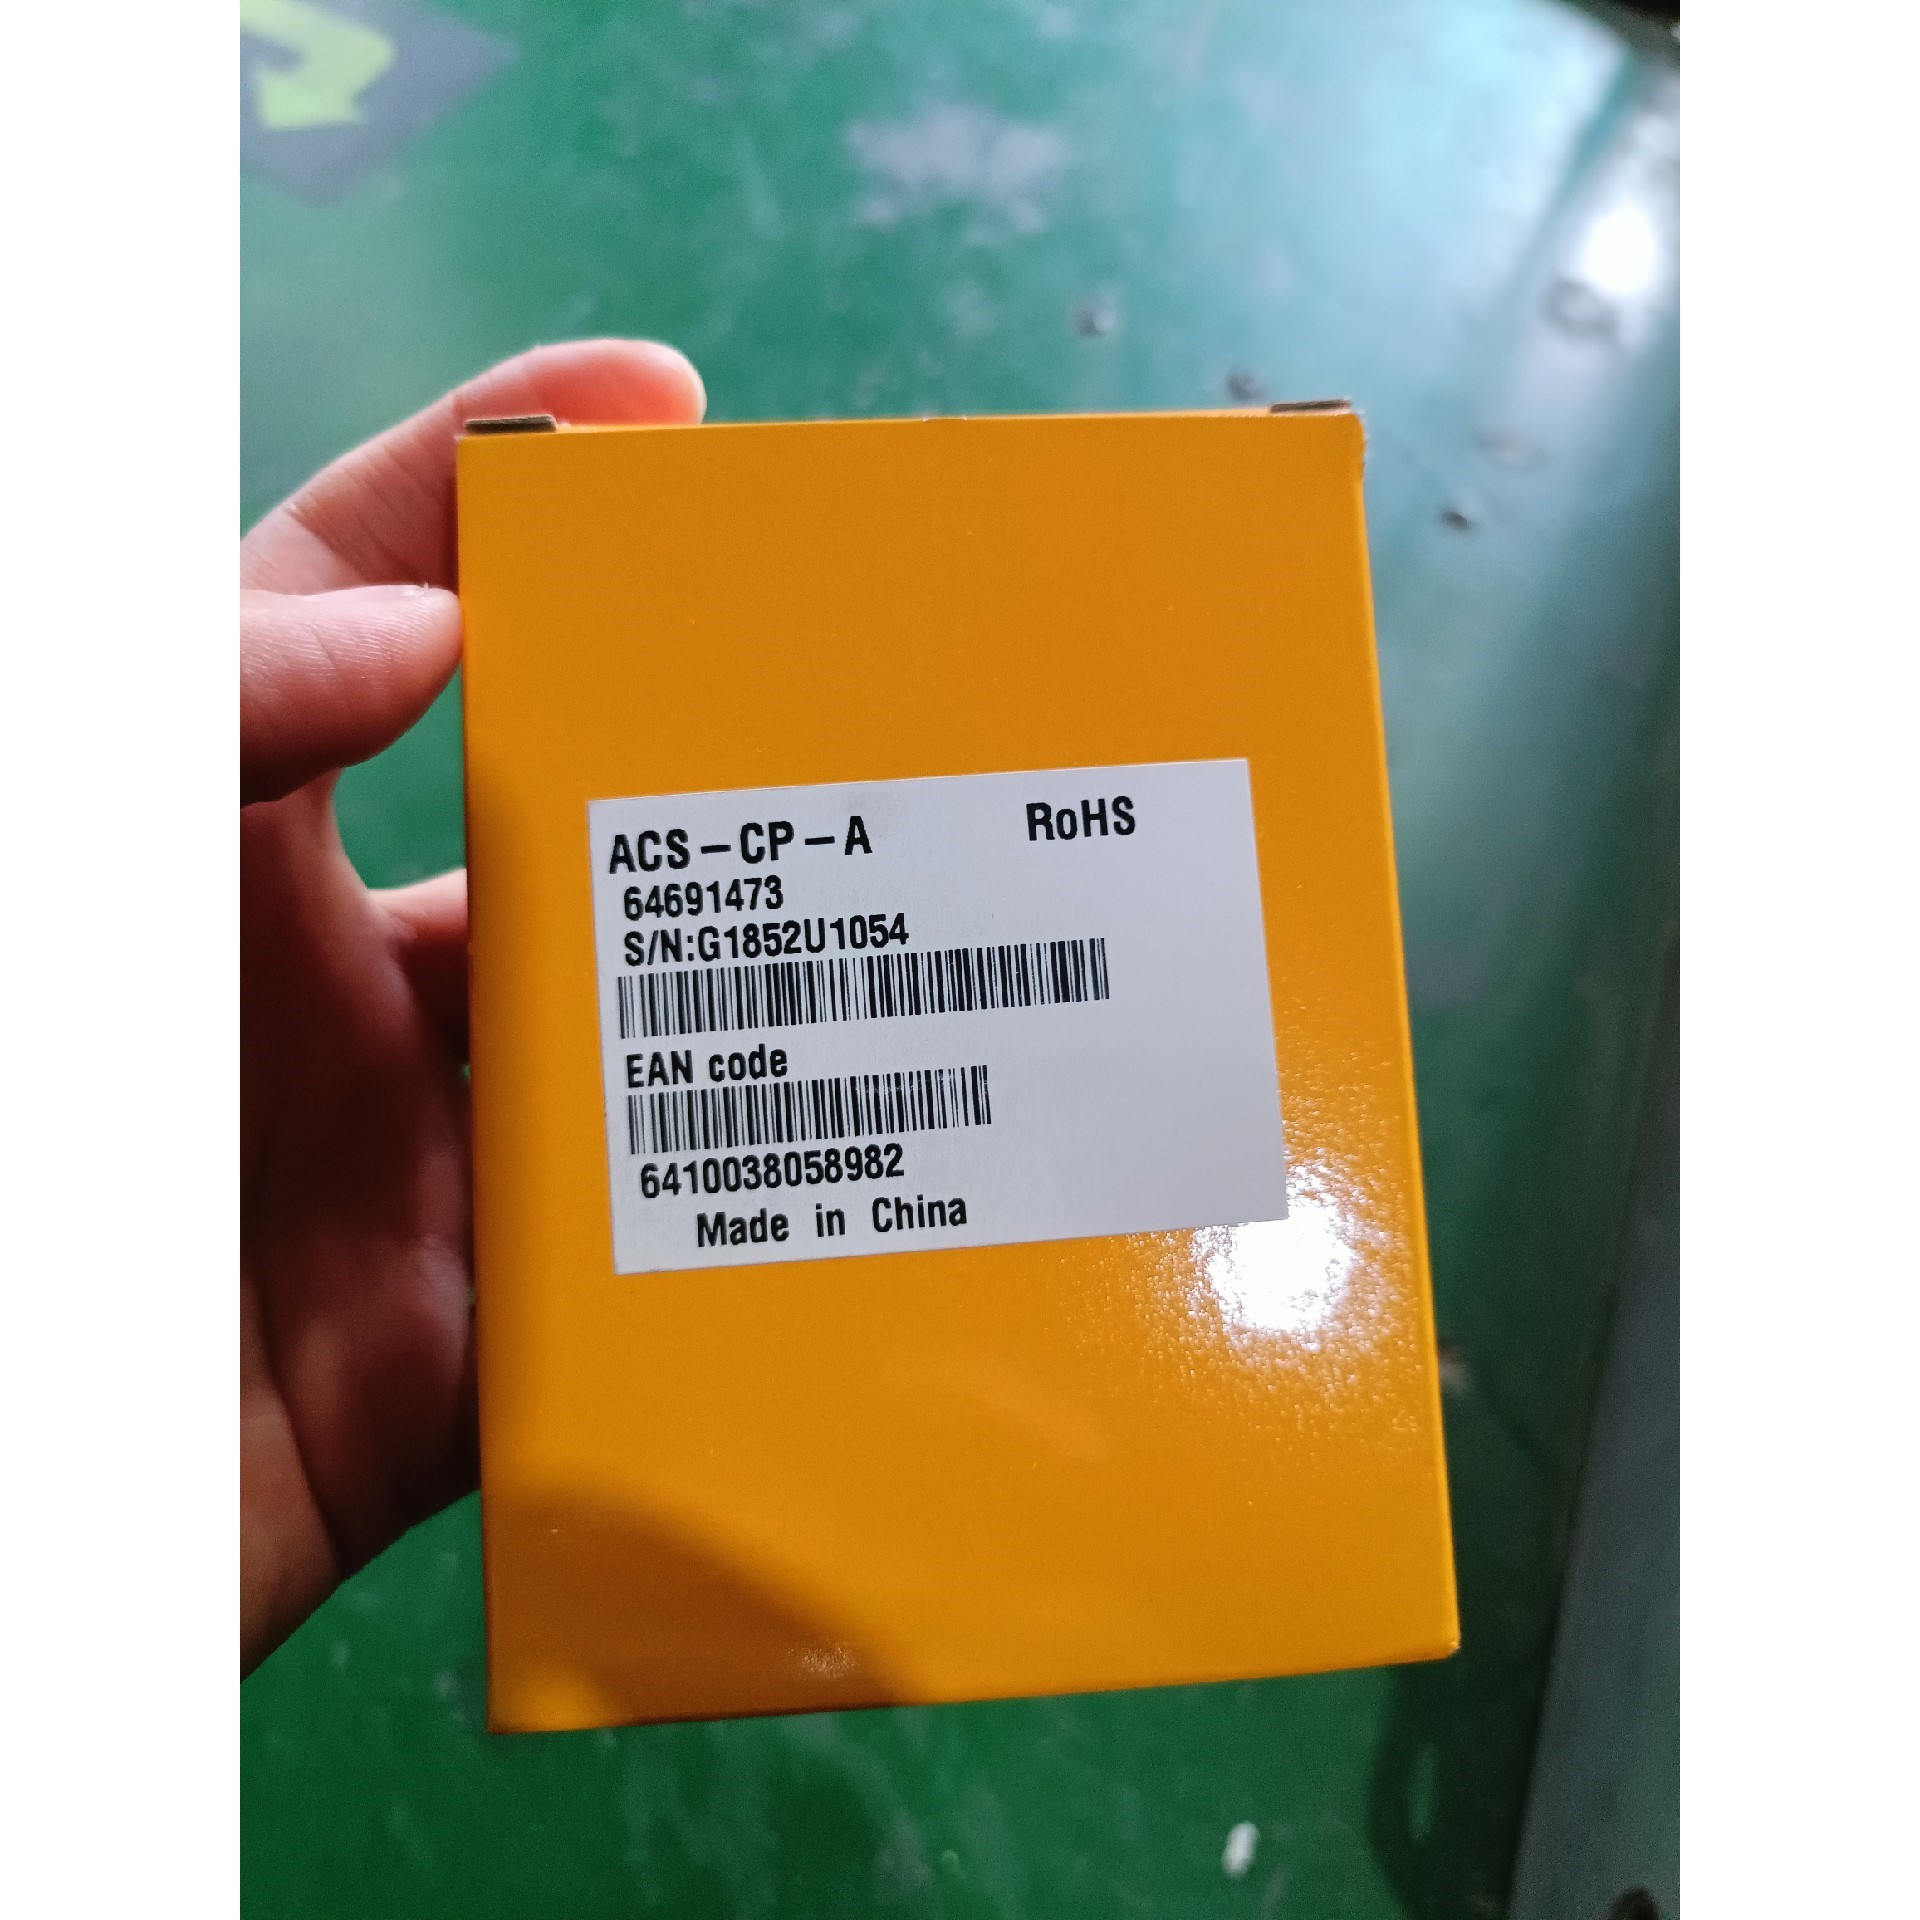 ACS-CP-A RoHS
64691473
S/N:G1852U1054
EAN code
6410038058982
Made in China